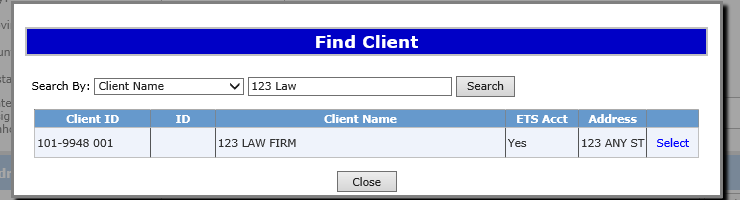 Find Client
Search By: Client Name 123 Law Search
Client ID ID Client Name ETS Acct Address
101-9948 001 123 LAW FIRM Yes 123 ANY ST Select
Close